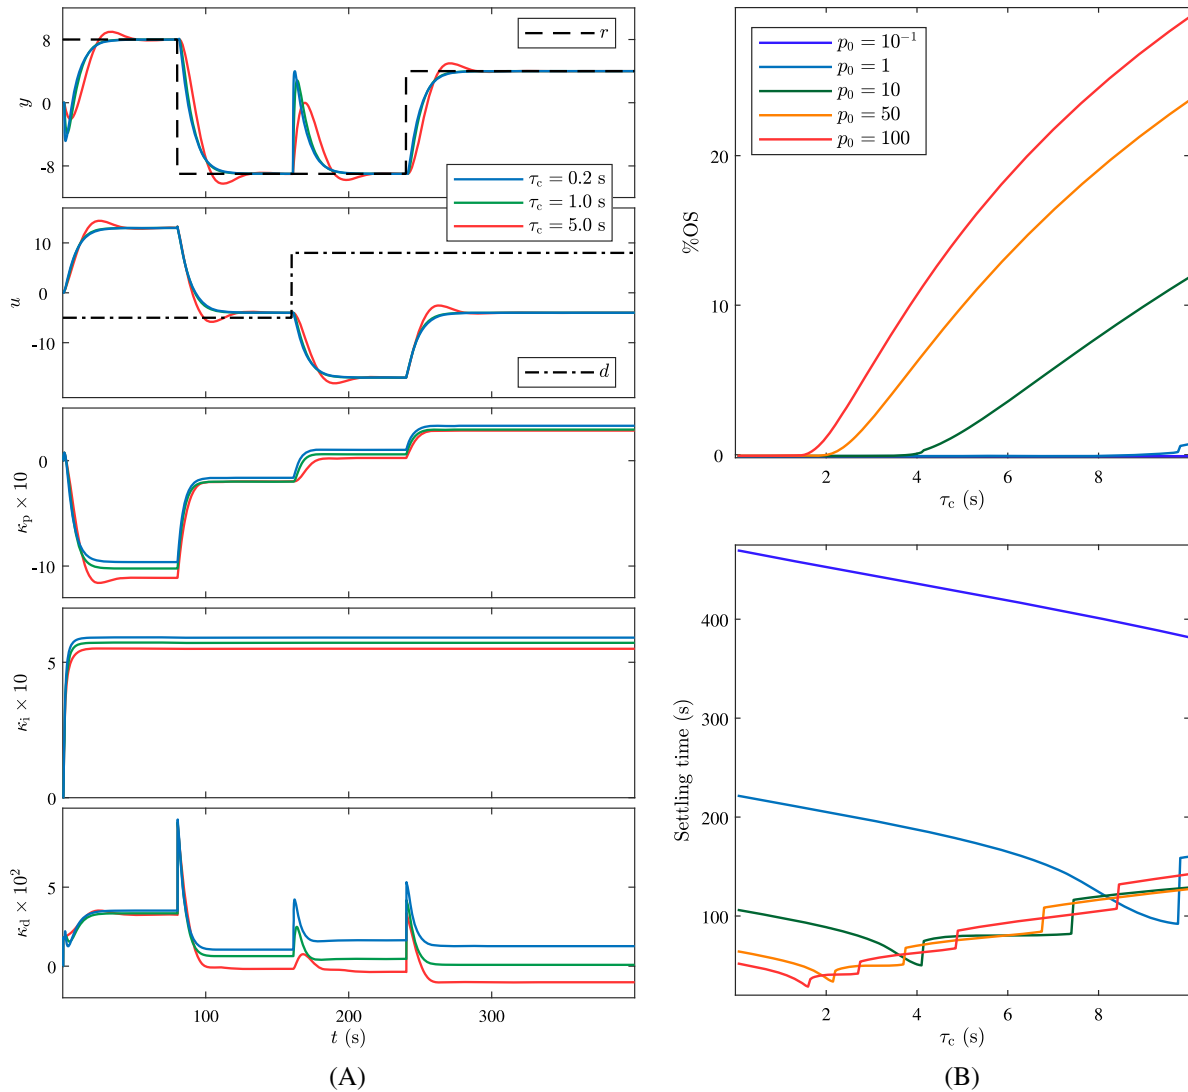 8
0
-8
y
r
τc = 0.2 s
τc = 1.0 s
τc = 5.0 s
10
0
-10
u
d
0
-10
κp × 10
5
0
κi × 10
5
0
κd × 10²
100 200 300
t (s)
(A)
20
10
0
%OS
p0 = 10⁻¹
p0 = 1
p0 = 10
p0 = 50
p0 = 100
2 4 6 8
τc (s)
400
300
200
100
Settling time (s)
2 4 6 8
τc (s)
(B)